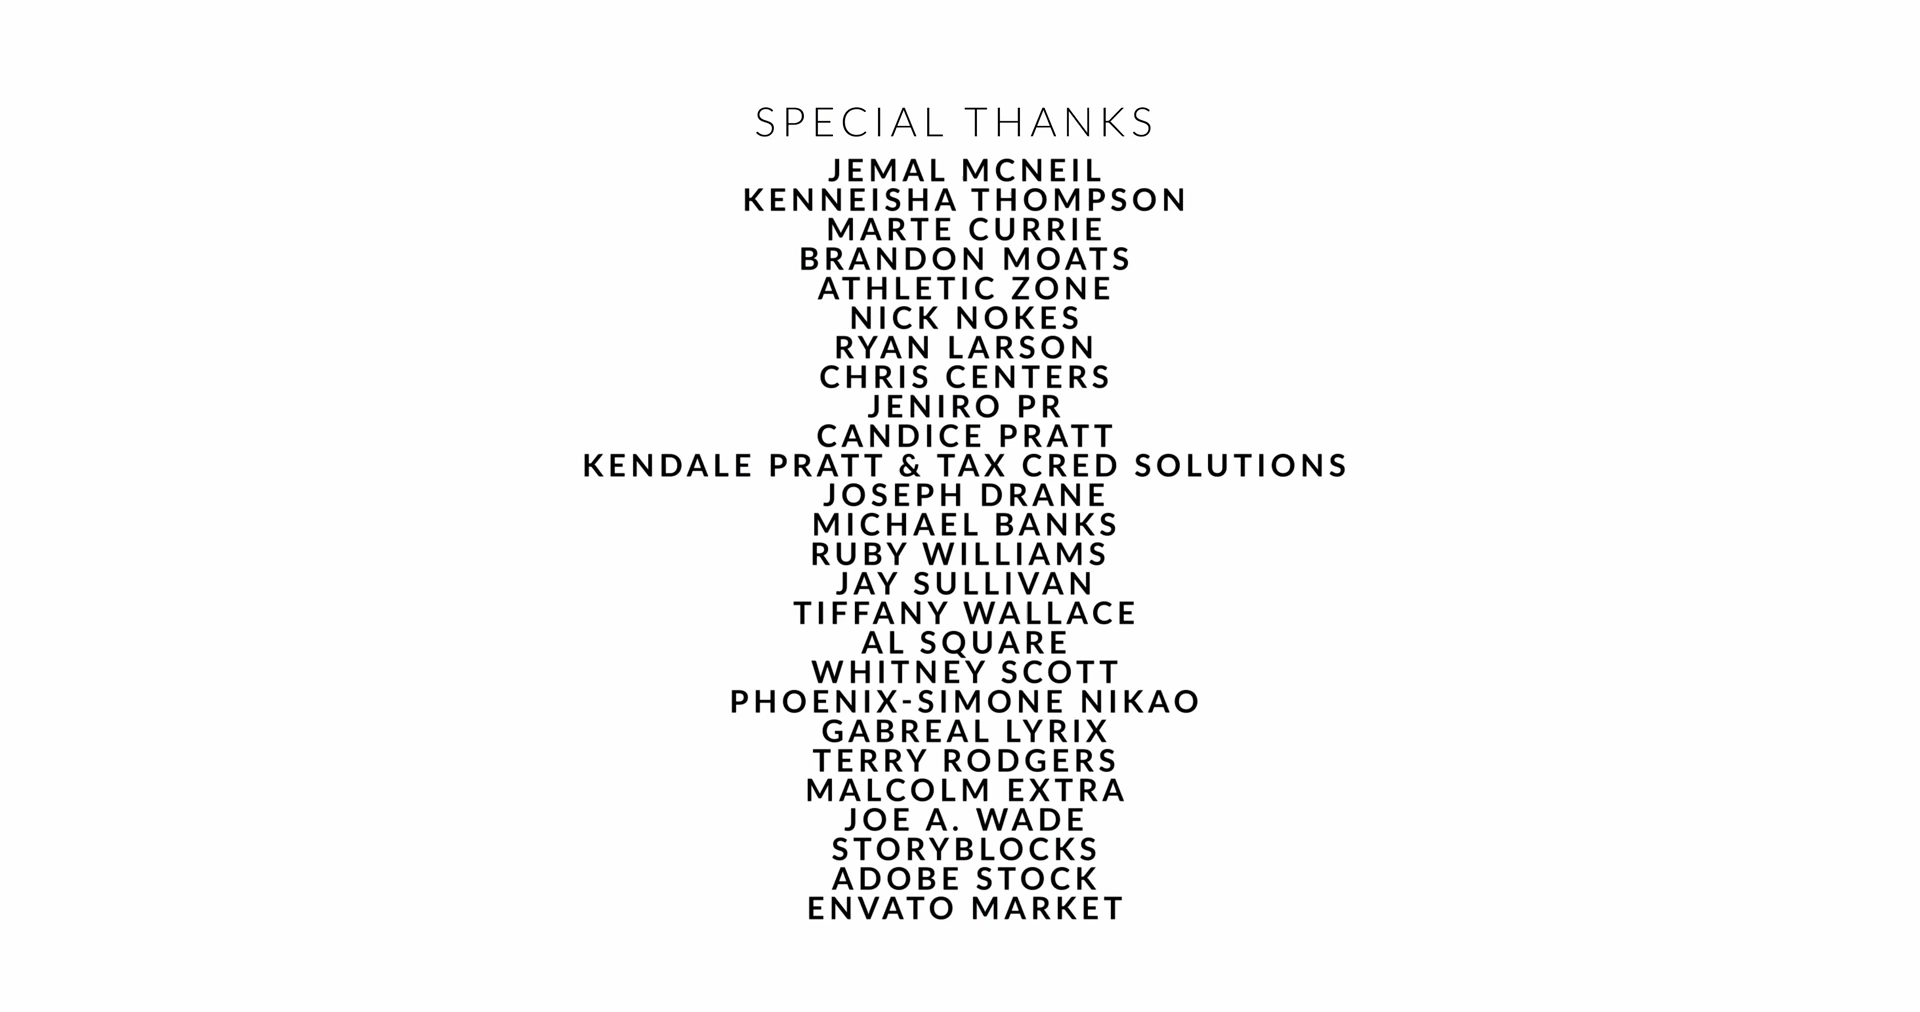 SPECIAL THANKS
JEMAL MCNEIL
KENNEISHA THOMPSON
MARTE CURRIE
BRANDON MOATS
ATHLETIC ZONE
NICK NOKES
RYAN LARSON
CHRIS CENTERS
JENIRO PR
CANDICE PRATT
KENDALE PRATT & TAX CRED SOLUTIONS
JOSEPH DRANE
MICHAEL BANKS
RUBY WILLIAMS
JAY SULLIVAN
TIFFANY WALLACE
AL SQUARE
WHITNEY SCOTT
PHOENIX-SIMONE NIKAO
GABREAL LYRIX
TERRY RODGERS
MALCOLM EXTRA
JOE A. WADE
STORYBLOCKS
ADOBE STOCK
ENVATO MARKET